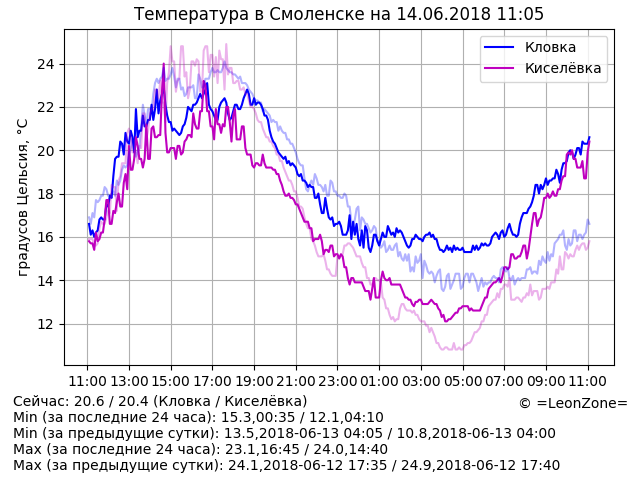 Температура в Смоленске на 14.06.2018 11:05
Кловка
Киселёвка
градусов Цельсия, °C
24
22
20
18
16
14
12
11:00 13:00 15:00 17:00 19:00 21:00 23:00 01:00 03:00 05:00 07:00 09:00 11:00
Сейчас: 20.6 / 20.4 (Кловка / Киселёвка)
© =LeonZone=
Min (за последние 24 часа): 15.3,00:35 / 12.1,04:10
Min (за предыдущие сутки): 13.5,2018-06-13 04:05 / 10.8,2018-06-13 04:00
Max (за последние 24 часа): 23.1,16:45 / 24.0,14:40
Max (за предыдущие сутки): 24.1,2018-06-12 17:35 / 24.9,2018-06-12 17:40